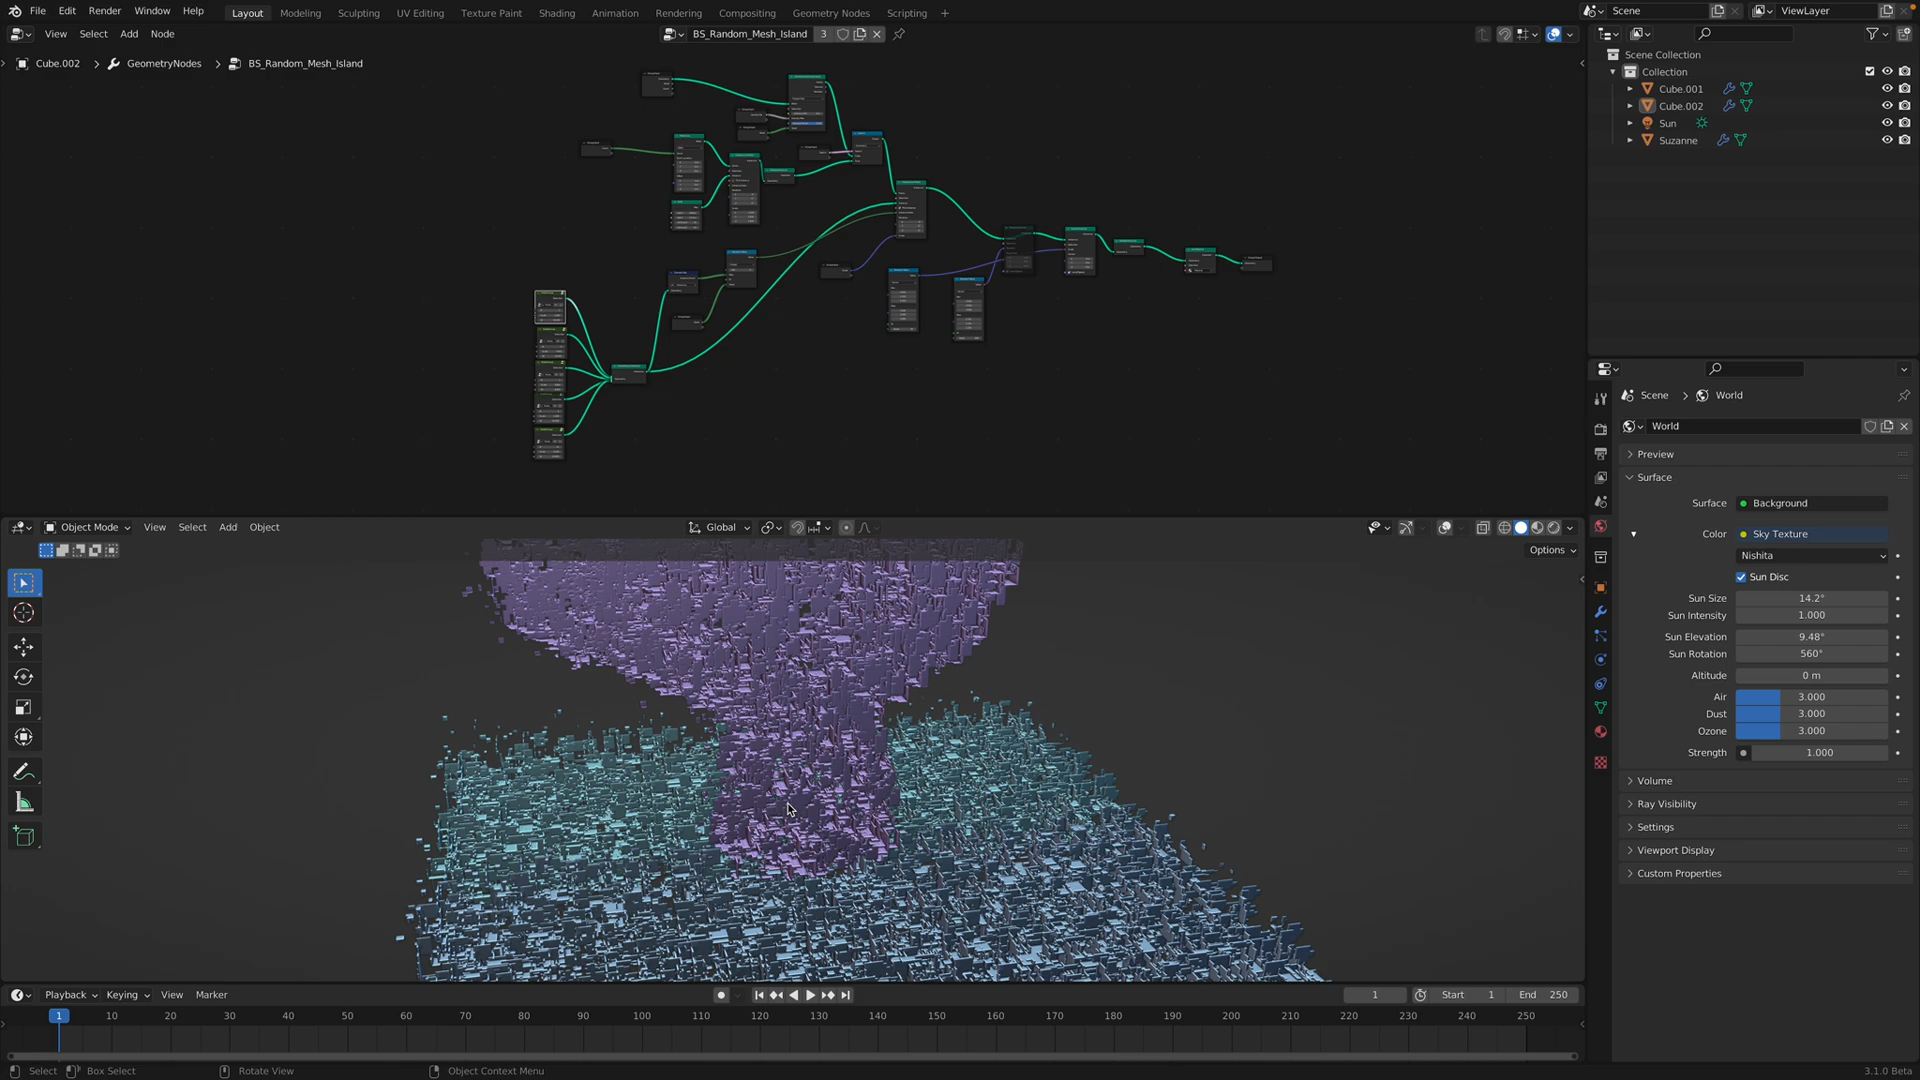 File Edit Render Window Help Layout Modeling Sculpting UV Editing Texture Paint Shading Animation Rendering Compositing Geometry Nodes Scripting + Scene ViewLayer
View Select Add Node BS_Random_Mesh_Island 3
Cube.002 > GeometryNodes > BS_Random_Mesh_Island
Scene Collection
Collection
Cube.001
Cube.002
Sun
Suzanne
Scene > World
World
Preview
Surface
Surface Background
Color Sky Texture
Nishita
Sun Disc
Sun Size 14.2°
Sun Intensity 1.000
Sun Elevation 9.48°
Sun Rotation 560°
Altitude 0 m
Air 3.000
Dust 3.000
Ozone 3.000
Strength 1.000
Volume
Ray Visibility
Settings
Viewport Display
Custom Properties
Object Mode View Select Add Object Global
Options
Playback Keying View Marker 1 Start 1 End 250
1 10 20 30 40 50 60 70 80 90 100 110 120 130 140 150 160 170 180 190 200 210 220 230 240 250
Select Box Select Rotate View Object Context Menu 3.1.0 Beta